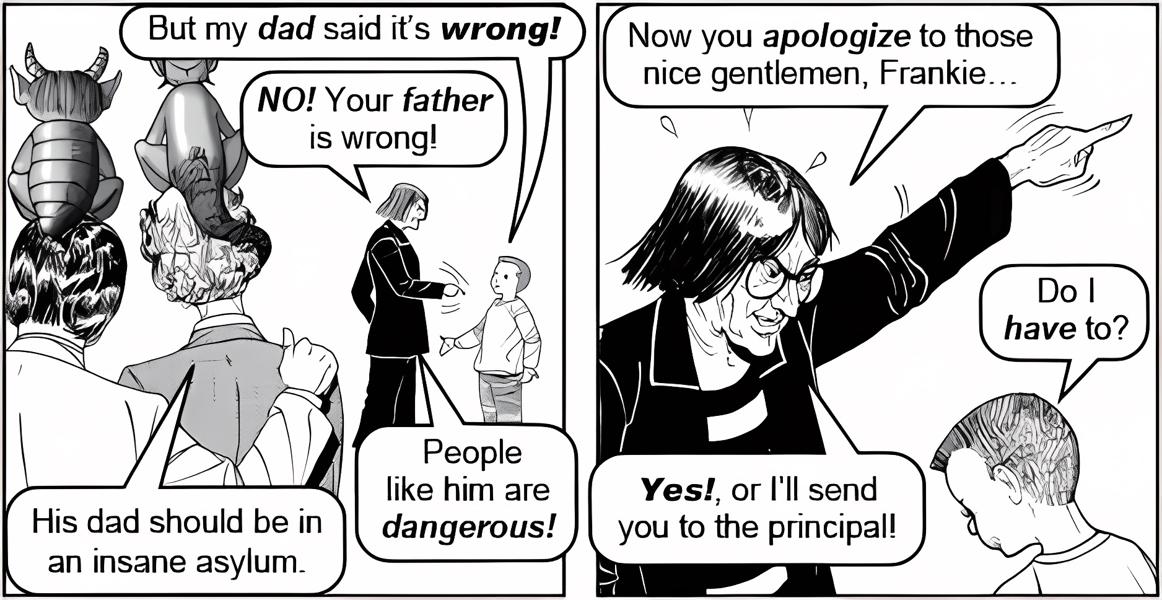 But my dad said it's wrong!
NO! Your father
is wrong!
His dad should be in
an insane asylum.
People
like him are
dangerous!
Now you apologize to those
nice gentlemen, Frankie...
Do I
have to?
Yes!, or I'll send
you to the principal!